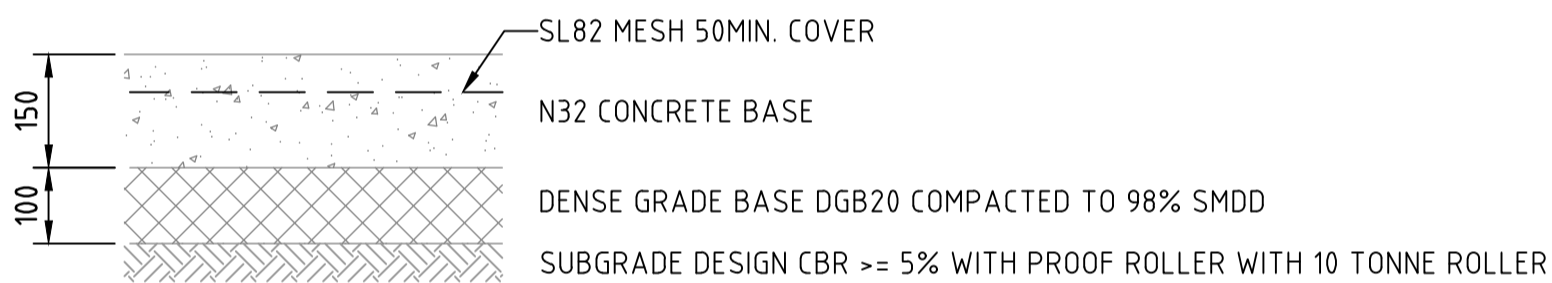 SL82 MESH 50MIN. COVER
150
N32 CONCRETE BASE
100
DENSE GRADE BASE DGB20 COMPACTED TO 98% SMDD
SUBGRADE DESIGN CBR >= 5% WITH PROOF ROLLER WITH 10 TONNE ROLLER